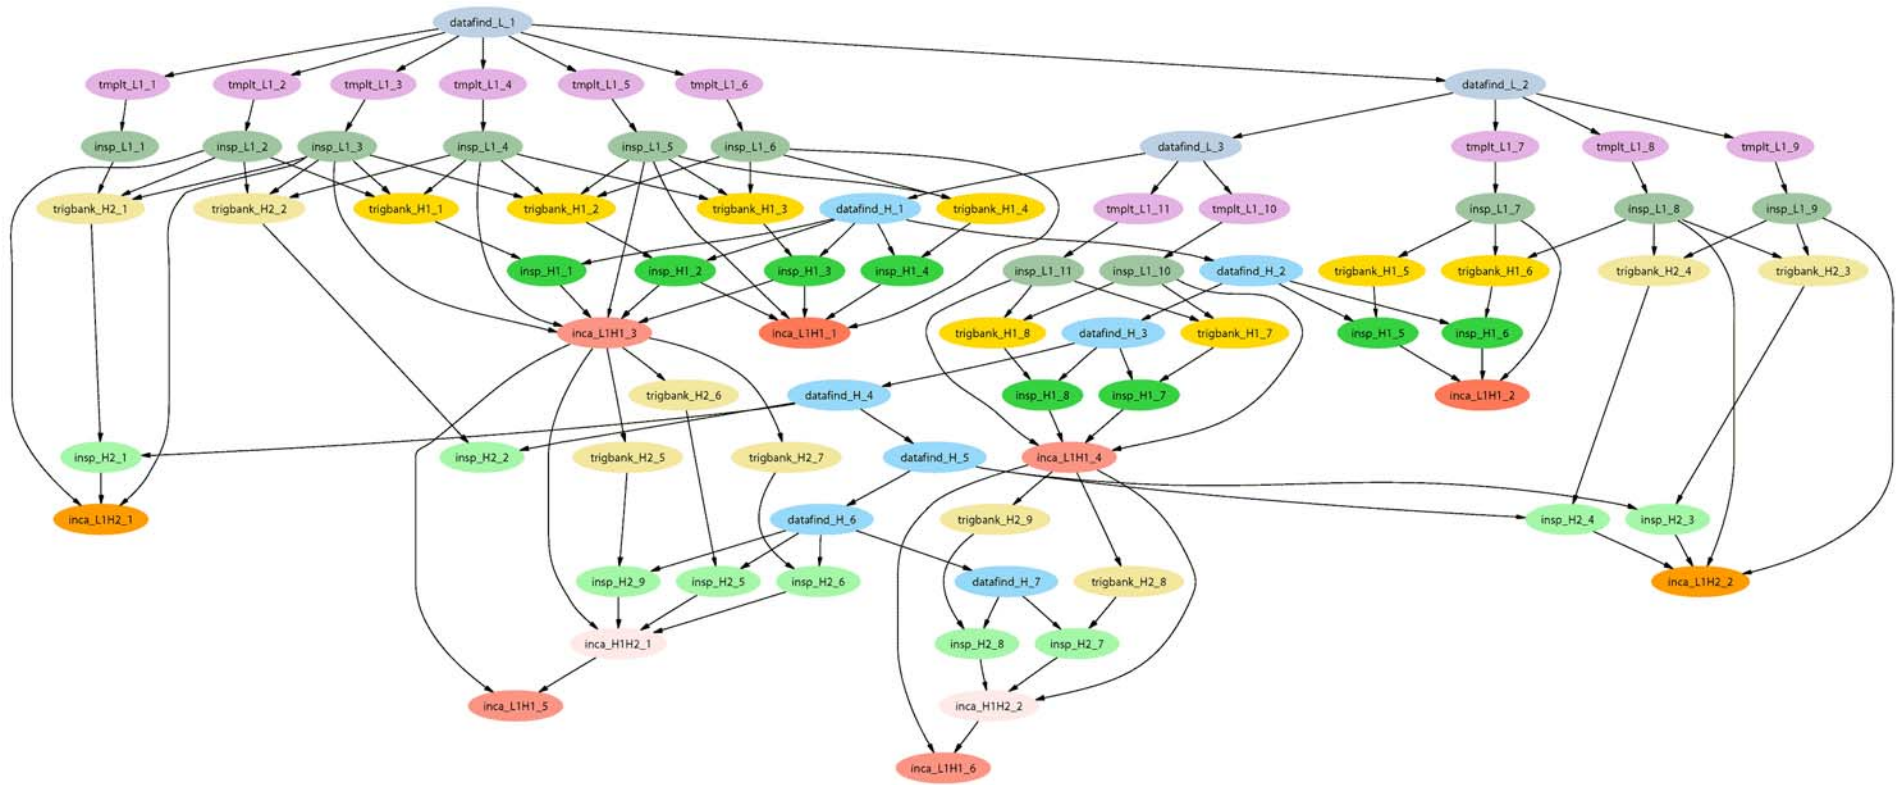 datafind_L_1
tmplt_L1_1 tmplt_L1_2 tmplt_L1_3 tmplt_L1_4 tmplt_L1_5 tmplt_L1_6 datafind_L_2
insp_L1_1 insp_L1_2 insp_L1_3 insp_L1_4 insp_L1_5 insp_L1_6 datafind_L_3 tmplt_L1_7 tmplt_L1_8 tmplt_L1_9
trigbank_H2_1 trigbank_H2_2 trigbank_H1_1 trigbank_H1_2 trigbank_H1_3 datafind_H_1 trigbank_H1_4 tmplt_L1_11 tmplt_L1_10 insp_L1_7 insp_L1_8 insp_L1_9
insp_H1_1 insp_H1_2 insp_H1_3 insp_H1_4 insp_L1_11 insp_L1_10 datafind_H_2 trigbank_H1_5 trigbank_H1_6 trigbank_H2_4 trigbank_H2_3
inca_L1H1_3 inca_L1H1_1 trigbank_H1_8 datafind_H_3 trigbank_H1_7 insp_H1_5 insp_H1_6
trigbank_H2_6 datafind_H_4 insp_H1_8 insp_H1_7 inca_L1H1_2
insp_H2_1 insp_H2_2 trigbank_H2_5 trigbank_H2_7 datafind_H_5 inca_L1H1_4
inca_L1H2_1 datafind_H_6 trigbank_H2_9 insp_H2_4 insp_H2_3
insp_H2_9 insp_H2_5 insp_H2_6 datafind_H_7 trigbank_H2_8 inca_L1H2_2
inca_H1H2_1 insp_H2_8 insp_H2_7
inca_L1H1_5 inca_H1H2_2
inca_L1H1_6